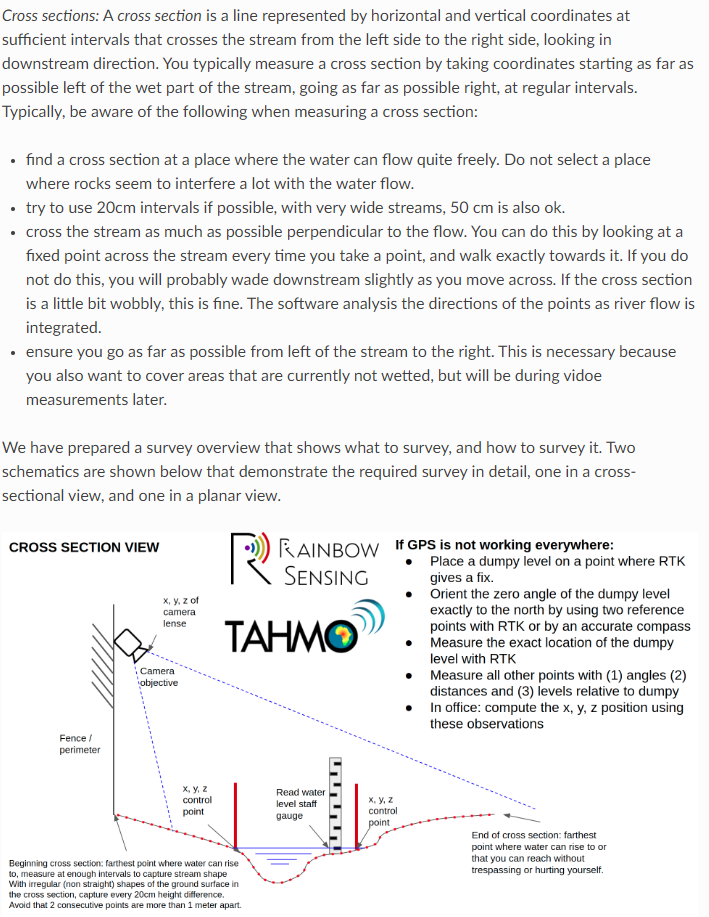 Cross sections: A cross section is a line represented by horizontal and vertical coordinates at
sufficient intervals that crosses the stream from the left side to the right side, looking in
downstream direction. You typically measure a cross section by taking coordinates starting as far as
possible left of the wet part of the stream, going as far as possible right, at regular intervals.
Typically, be aware of the following when measuring a cross section:
• find a cross section at a place where the water can flow quite freely. Do not select a place
where rocks seem to interfere a lot with the water flow.
• try to use 20cm intervals if possible, with very wide streams, 50 cm is also ok.
• cross the stream as much as possible perpendicular to the flow. You can do this by looking at a
fixed point across the stream every time you take a point, and walk exactly towards it. If you do
not do this, you will probably wade downstream slightly as you move across. If the cross section
is a little bit wobbly, this is fine. The software analysis the directions of the points as river flow is
integrated.
• ensure you go as far as possible from left of the stream to the right. This is necessary because
you also want to cover areas that are currently not wetted, but will be during vidoe
measurements later.
We have prepared a survey overview that shows what to survey, and how to survey it. Two
schematics are shown below that demonstrate the required survey in detail, one in a cross-
sectional view, and one in a planar view.
CROSS SECTION VIEW
RAINBOW
SENSING
TAHMO
If GPS is not working everywhere:
● Place a dumpy level on a point where RTK
gives a fix.
● Orient the zero angle of the dumpy level
exactly to the north by using two reference
points with RTK or by an accurate compass
● Measure the exact location of the dumpy
level with RTK
● Measure all other points with (1) angles (2)
distances and (3) levels relative to dumpy
● In office: compute the x, y, z position using
these observations
x, y, z of
camera
lense
Camera
objective
Fence /
perimeter
x, y, z
control
point
Read water
level staff
gauge
x, y, z
control
point
End of cross section: farthest
point where water can rise to or
that you can reach without
trespassing or hurting yourself.
Beginning cross section: farthest point where water can rise
to, measure at enough intervals to capture stream shape
With irregular (non straight) shapes of the ground surface in
the cross section, capture every 20cm height difference.
Avoid that 2 consecutive points are more than 1 meter apart.